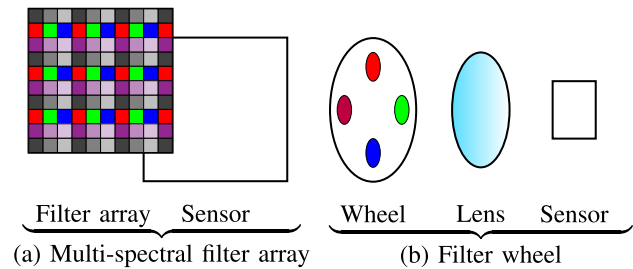 Filter array Sensor Wheel Lens Sensor
(a) Multi-spectral filter array (b) Filter wheel